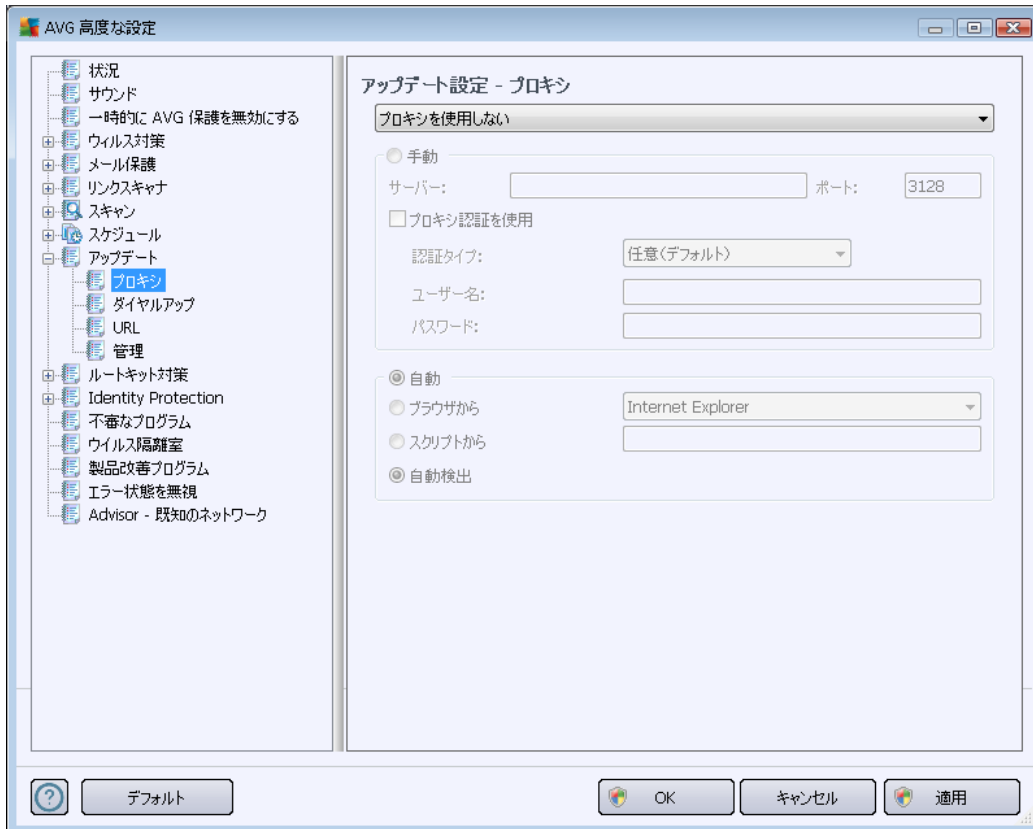 AVG 高度な設定
状況
サウンド
一時的に AVG 保護を無効にする
ウィルス対策
メール保護
リンクスキャナ
スキャン
スケジュール
アップデート
プロキシ
ダイヤルアップ
URL
管理
ルートキット対策
Identity Protection
不審なプログラム
ウイルス隔離室
製品改善プログラム
エラー状態を無視
Advisor - 既知のネットワーク
アップデート設定 - プロキシ
プロキシを使用しない
手動
サーバー: ポート: 3128
プロキシ認証を使用
認証タイプ: 任意(デフォルト)
ユーザー名:
パスワード:
自動
ブラウザから Internet Explorer
スクリプトから
自動検出
デフォルト OK キャンセル 適用